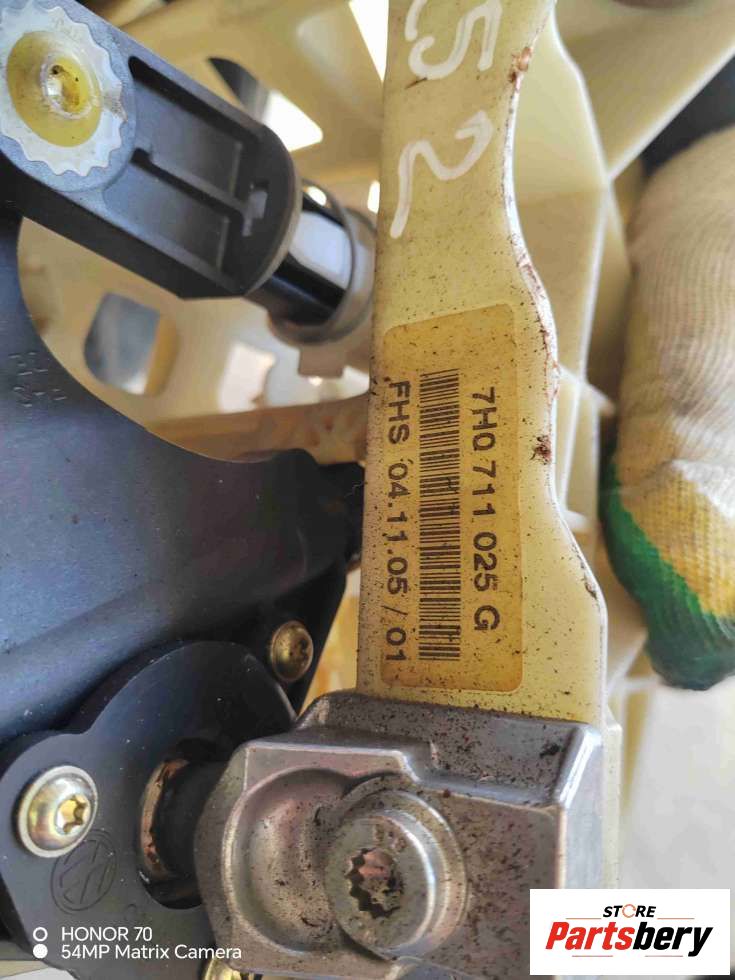 52
7H0 711 025 G
FHS 04.11.05 / 01
HONOR 70
54MP Matrix Camera
STORE
Partsbery